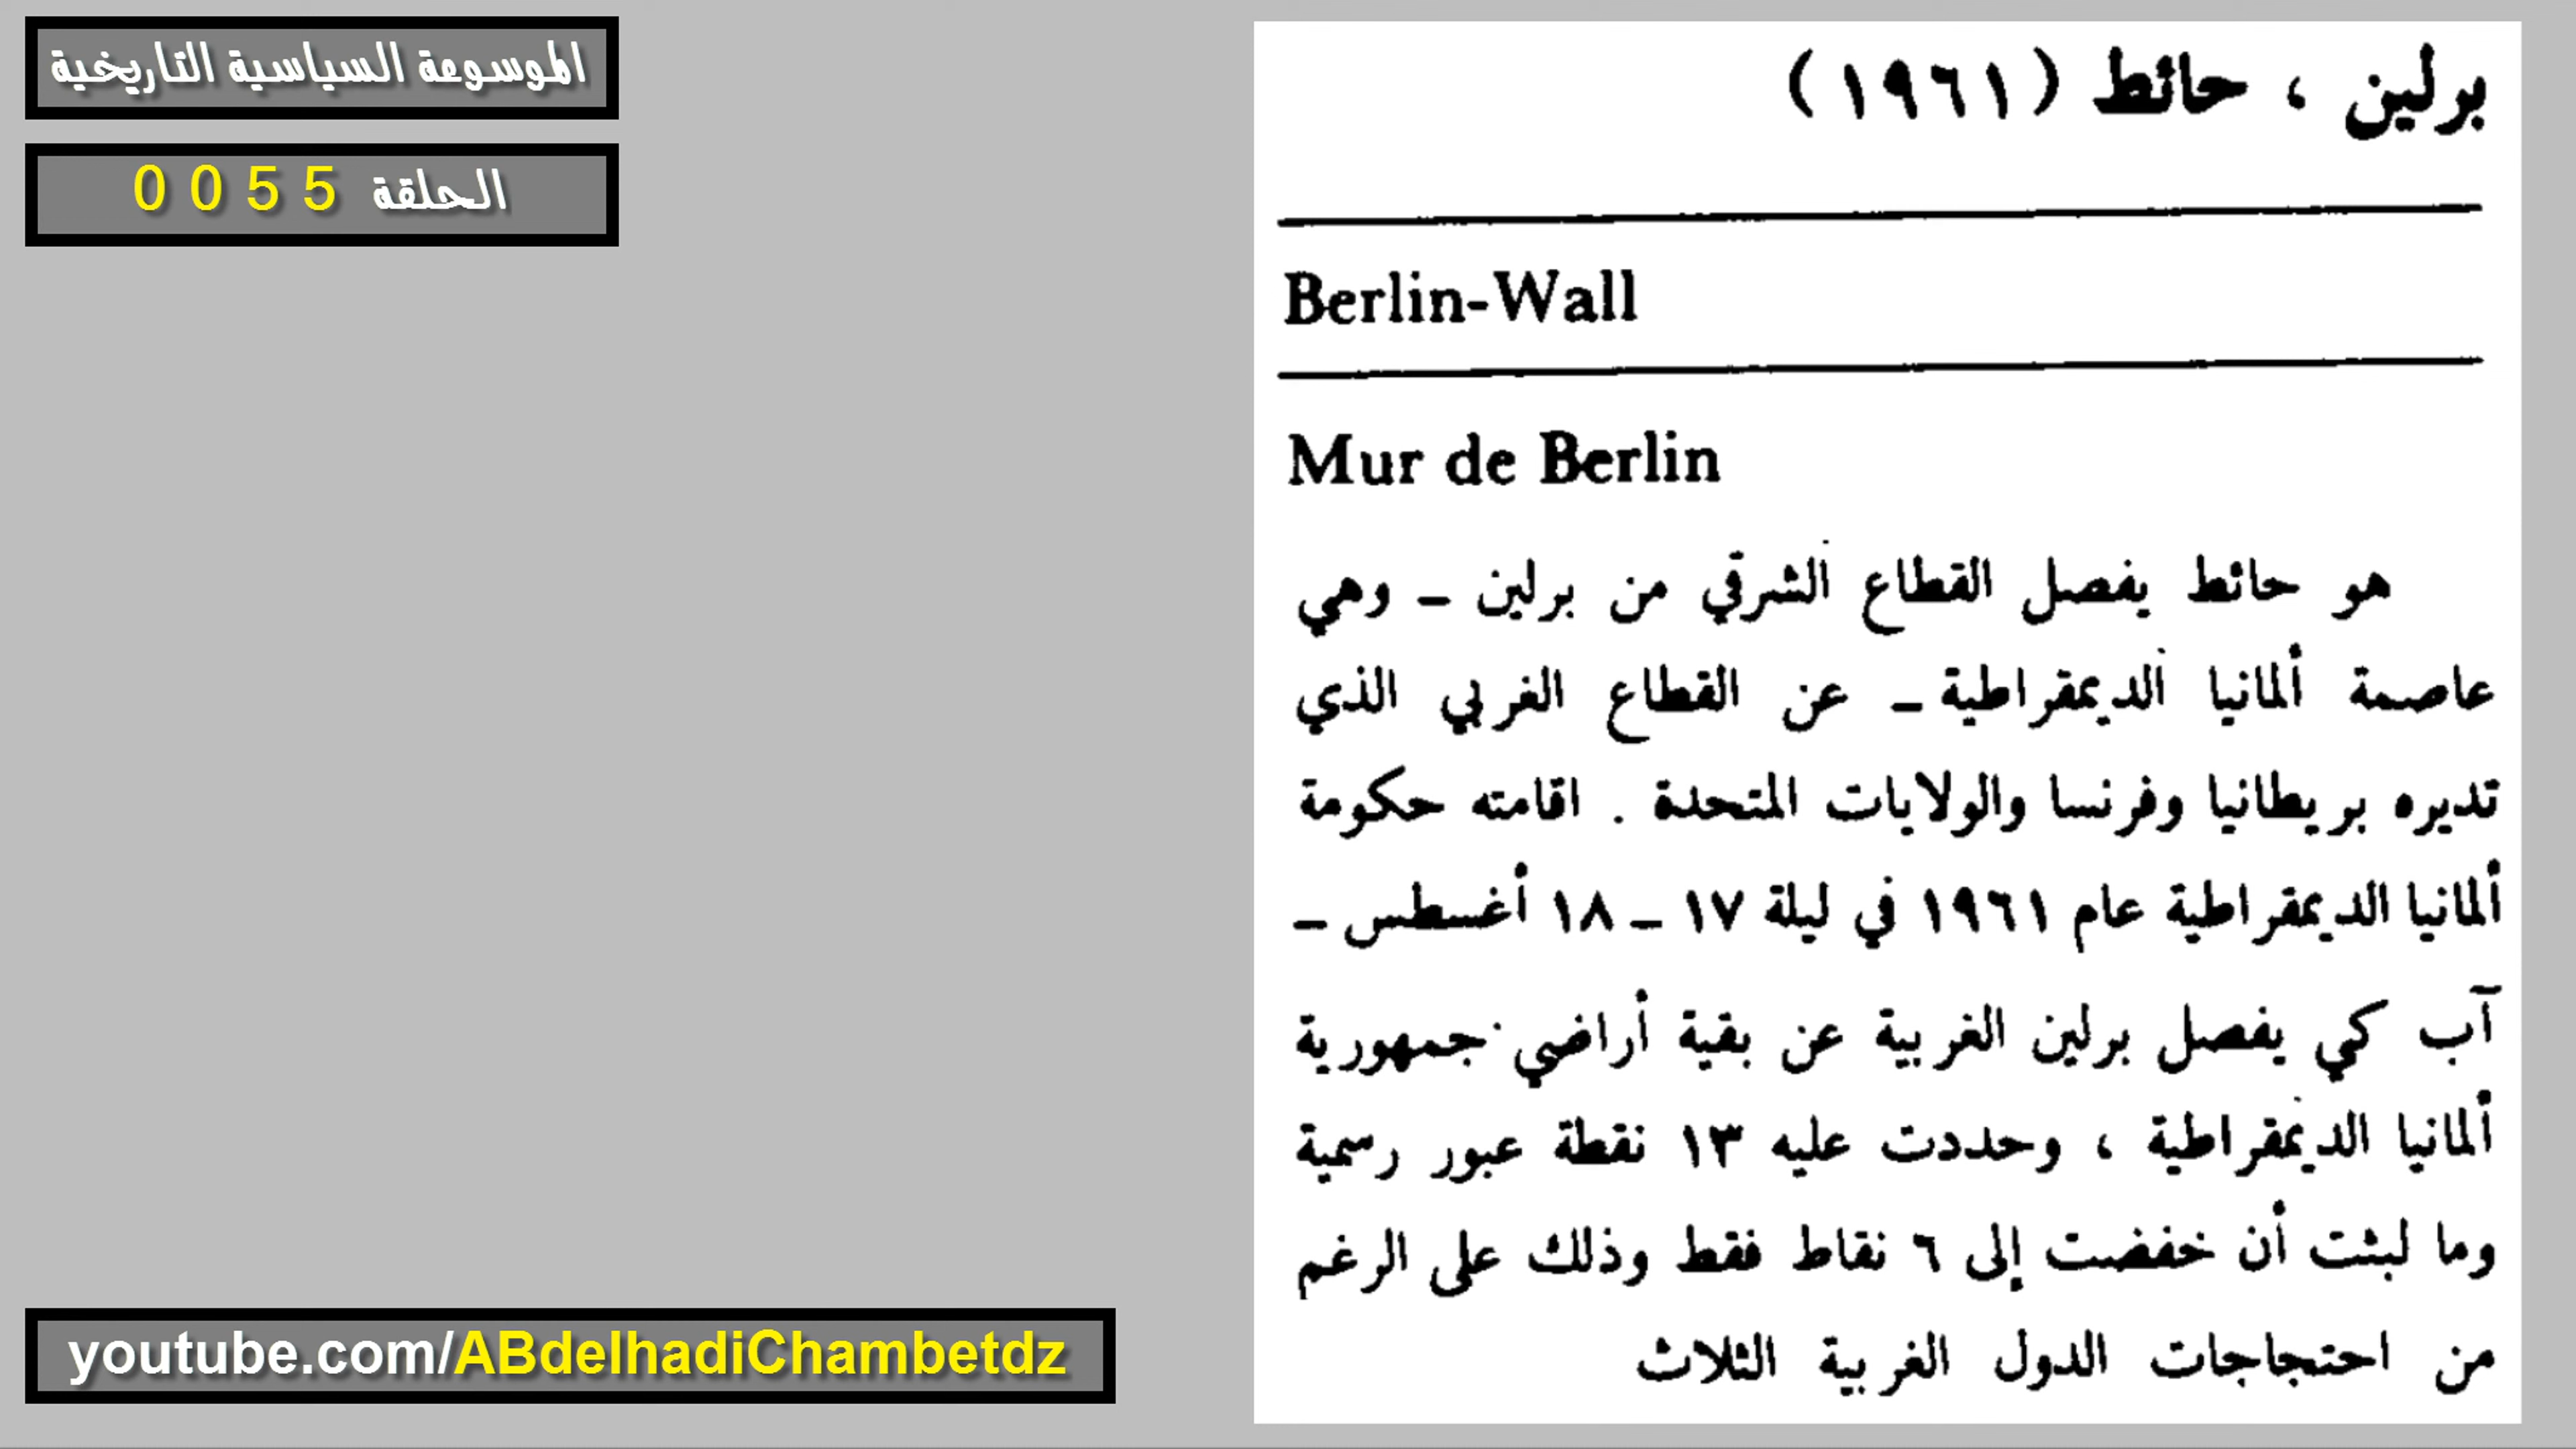 الموسوعة السياسية التاريخية
الحلقة 0055
برلين ، حائط (١٩٦١)
Berlin-Wall
Mur de Berlin
هو حائط يفصل القطاع الشرقي من برلين ـ وهي
عاصمة ألمانيا الديمقراطية ـ عن القطاع الغربي الذي
تديره بريطانيا وفرنسا والولايات المتحدة . اقامته حكومة
ألمانيا الديمقراطية عام ١٩٦١ في ليلة ١٧ ـ ١٨ أغسطس ـ
آب كي يفصل برلين الغربية عن بقية أراضي جمهورية
ألمانيا الديمقراطية ، وحددت عليه ١٣ نقطة عبور رسمية
وما لبثت أن خفضت إلى ٦ نقاط فقط وذلك على الرغم
من احتجاجات الدول الغربية الثلاث
youtube.com/ABdelhadiChambetdz